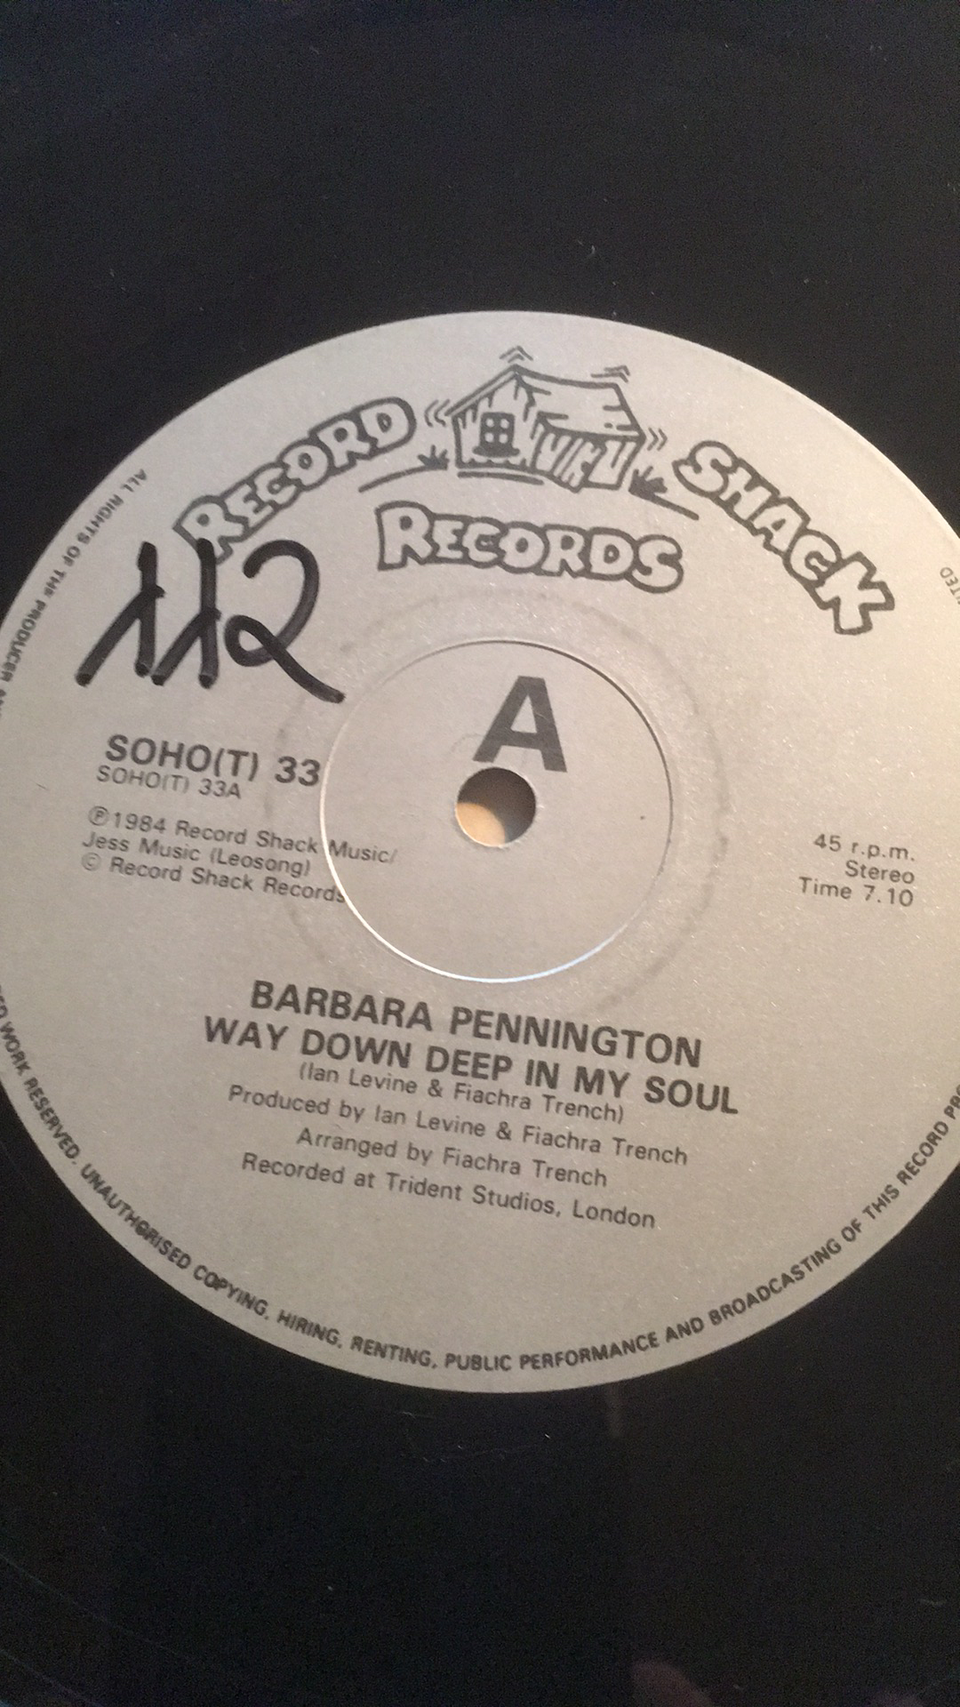 RECORD SHACK
RECORDS
112
A
SOHO(T) 33
SOHO(T) 33A
℗1984 Record Shack Music/
Jess Music (Leosong)
© Record Shack Records
45 r.p.m.
Stereo
Time 7.10
BARBARA PENNINGTON
WAY DOWN DEEP IN MY SOUL
(Ian Levine & Fiachra Trench)
Produced by Ian Levine & Fiachra Trench
Arranged by Fiachra Trench
Recorded at Trident Studios, London
ALL RIGHTS OF THE PRODUCER
WORK RESERVED. UNAUTHORISED COPYING, HIRING, RENTING, PUBLIC PERFORMANCE AND BROADCASTING OF THIS RECORD